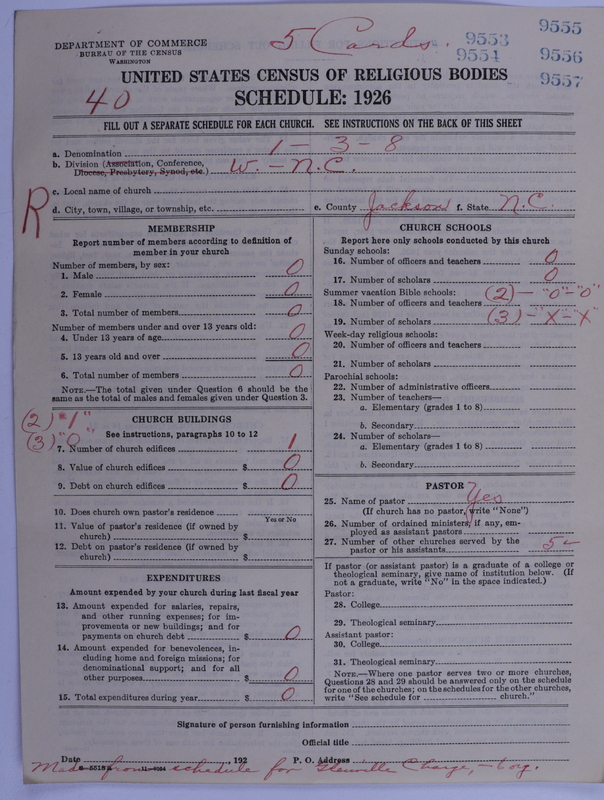 DEPARTMENT OF COMMERCE
BUREAU OF THE CENSUS
WASHINGTON
5 Cards.
9553
9554
9555
9556
9557
UNITED STATES CENSUS OF RELIGIOUS BODIES
40
SCHEDULE: 1926
FILL OUT A SEPARATE SCHEDULE FOR EACH CHURCH. SEE INSTRUCTIONS ON THE BACK OF THIS SHEET
a. Denomination 1-3-8
b. Division (Association, Conference, Diocese, Presbytery, Synod, etc.) W.-N.C.
c. Local name of church
R
d. City, town, village, or township, etc. e. County Jackson f. State N.C.
MEMBERSHIP
Report number of members according to definition of
member in your church
Number of members, by sex:
1. Male 0
2. Female 0
3. Total number of members 0
Number of members under and over 13 years old:
4. Under 13 years of age 0
5. 13 years old and over 0
6. Total number of members 0
NOTE.—The total given under Question 6 should be the
same as the total of males and females given under Question 3.
(2) "1"
(3) "0"
CHURCH BUILDINGS
See instructions, paragraphs 10 to 12
7. Number of church edifices 1
8. Value of church edifices $ 0
9. Debt on church edifices $ 0
10. Does church own pastor's residence
Yes or No
11. Value of pastor's residence (if owned by
church) $
12. Debt on pastor's residence (if owned by
church) $
EXPENDITURES
Amount expended by your church during last fiscal year
13. Amount expended for salaries, repairs,
and other running expenses; for im-
provements or new buildings; and for
payments on church debt $ 0
14. Amount expended for benevolences, in-
cluding home and foreign missions; for
denominational support; and for all
other purposes $ 0
15. Total expenditures during year $ 0
CHURCH SCHOOLS
Report here only schools conducted by this church
Sunday schools:
16. Number of officers and teachers 0
17. Number of scholars 0
Summer vacation Bible schools: (2)—"0"-"0"
18. Number of officers and teachers
19. Number of scholars (3)-"X-"X"
Week-day religious schools:
20. Number of officers and teachers
21. Number of scholars
Parochial schools:
22. Number of administrative officers
23. Number of teachers—
a. Elementary (grades 1 to 8)
b. Secondary
24. Number of scholars—
a. Elementary (grades 1 to 8)
b. Secondary
PASTOR
25. Name of pastor Yes
(If church has no pastor, write "None")
26. Number of ordained ministers, if any, em-
ployed as assistant pastors
27. Number of other churches served by the
pastor or his assistants 5
If pastor (or assistant pastor) is a graduate of a college or
theological seminary, give name of institution below. (If
not a graduate, write "No" in the space indicated.)
Pastor:
28. College
29. Theological seminary
Assistant pastor:
30. College
31. Theological seminary
NOTE.—Where one pastor serves two or more churches,
Questions 28 and 29 should be answered only on the schedule
for one of the churches; on the schedules for the other churches,
write "See schedule for church."
Signature of person furnishing information
Official title
Date , 192 P. O. Address
Made from schedule for Glenville Charge,